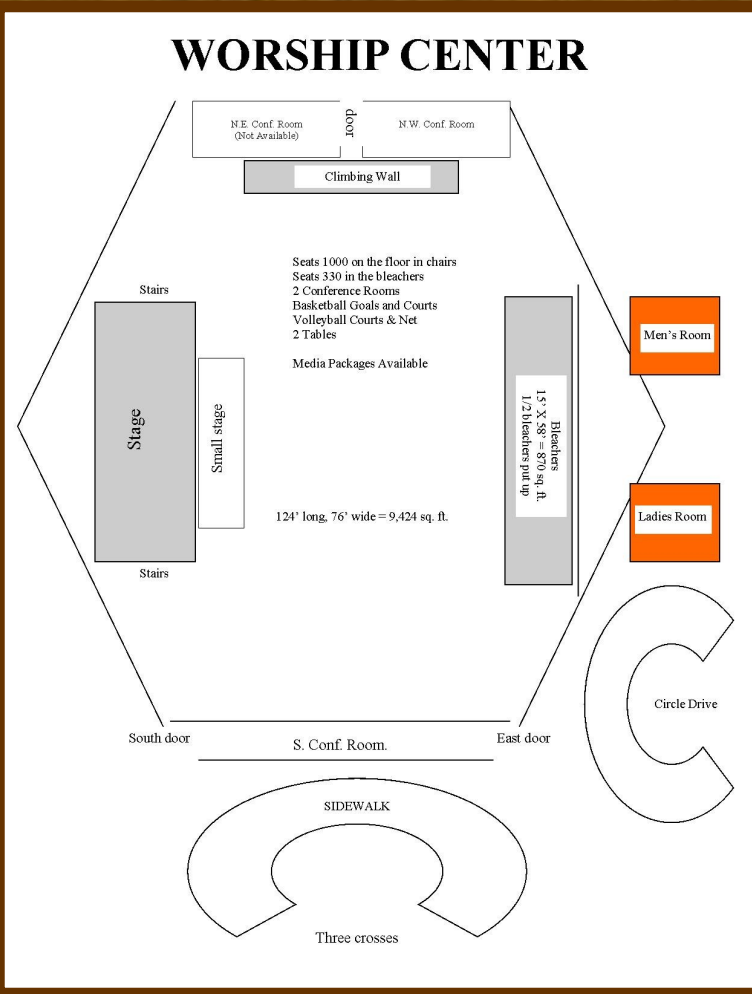 WORSHIP CENTER
N.E. Conf. Room
(Not Available)
door
N.W. Conf. Room
Climbing Wall
Seats 1000 on the floor in chairs
Seats 330 in the bleachers
2 Conference Rooms
Basketball Goals and Courts
Volleyball Courts & Net
2 Tables
Media Packages Available
Stairs
Stage
Small stage
Bleachers
15’ X 58’ = 870 sq. ft.
1/2 bleachers put up
Men’s Room
124’ long, 76’ wide = 9,424 sq. ft.
Ladies Room
Stairs
Circle Drive
South door
S. Conf. Room.
East door
SIDEWALK
Three crosses